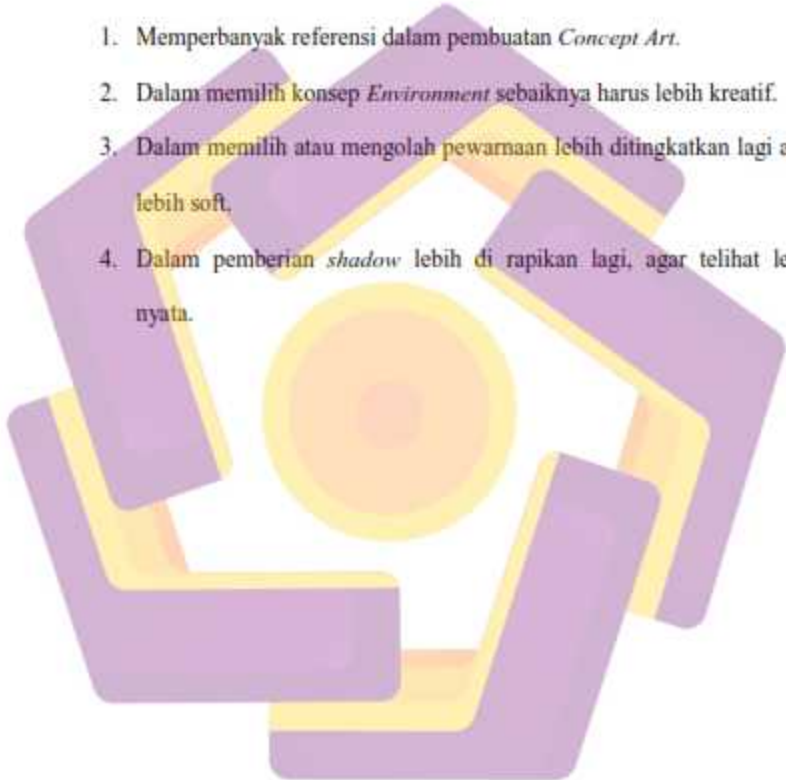 1. Memperbanyak referensi dalam pembuatan Concept Art.
2. Dalam memilih konsep Environment sebaiknya harus lebih kreatif.
3. Dalam memilih atau mengolah pewarnaan lebih ditingkatkan lagi
lebih soft.
4. Dalam pemberian shadow lebih di rapikan lagi, agar telihat
nyata.